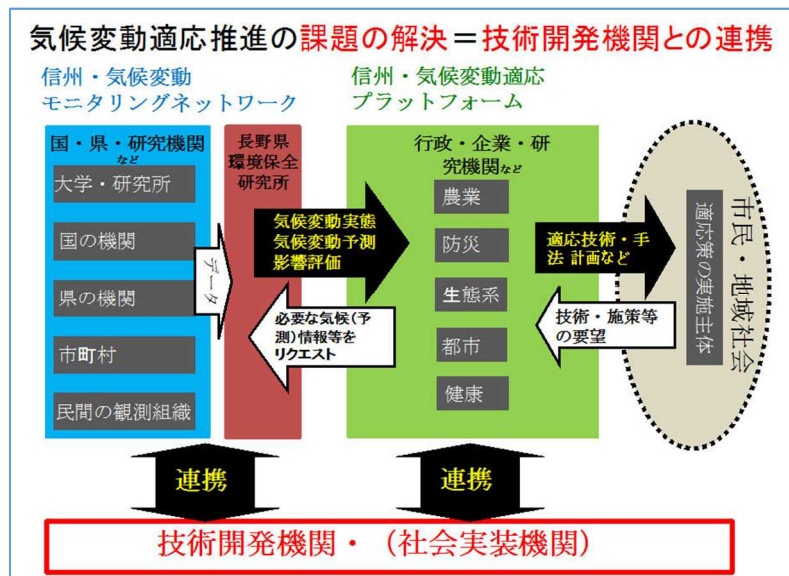 気候変動適応推進の課題の解決＝技術開発機関との連携
信州・気候変動
モニタリングネットワーク
信州・気候変動適応
プラットフォーム
国・県・研究機関
など
大学・研究所
国の機関
県の機関
市町村
民間の観測組織
データ
長野県
環境保全
研究所
気候変動実態
気候変動予測
影響評価
必要な気候(予
測)情報等を
リクエスト
行政・企業・研
究機関など
農業
防災
生態系
都市
健康
適応技術・手
法 計画など
技術・施策等
の要望
市民・地域社会
適応策の実施主体
連携
連携
技術開発機関・（社会実装機関）